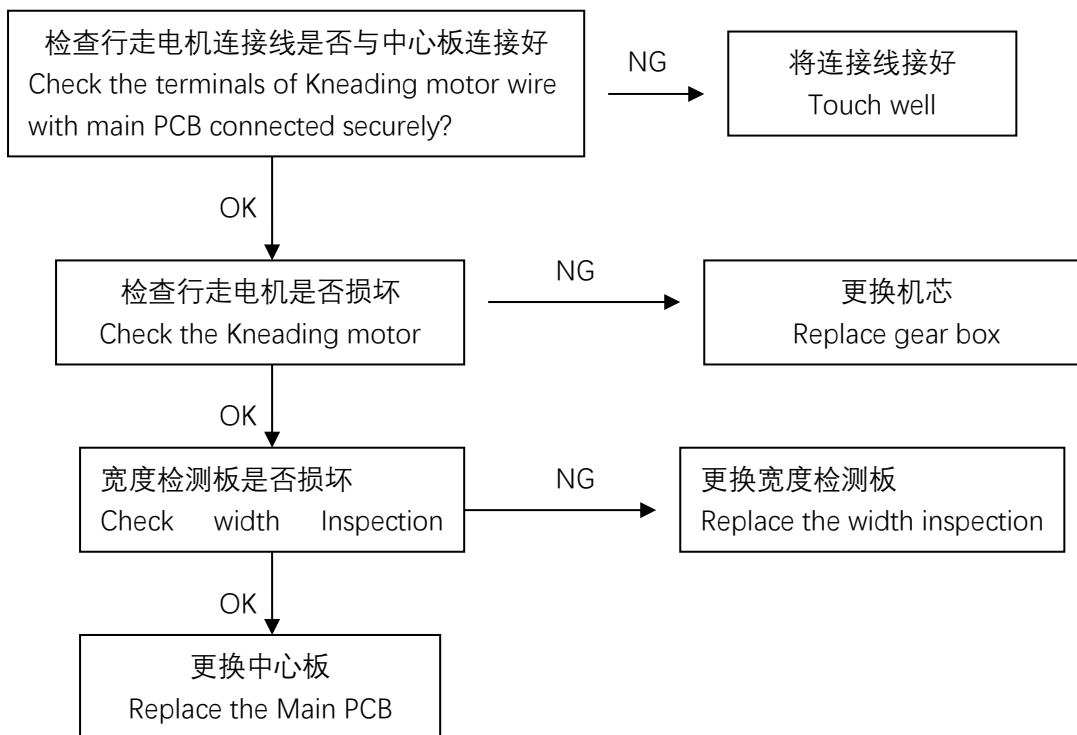 检查行走电机连接线是否与中心板连接好
Check the terminals of Kneading motor wire
with main PCB connected securely?
NG
将连接线接好
Touch well
OK
检查行走电机是否损坏
Check the Kneading motor
NG
更换机芯
Replace gear box
OK
宽度检测板是否损坏
Check width Inspection
NG
更换宽度检测板
Replace the width inspection
OK
更换中心板
Replace the Main PCB